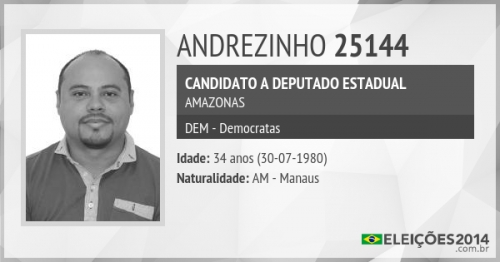 ANDREZINHO 25144
CANDIDATO A DEPUTADO ESTADUAL
AMAZONAS
DEM - Democratas
Idade: 34 anos (30-07-1980)
Naturalidade: AM - Manaus
ELEIÇÕES2014
.com.br